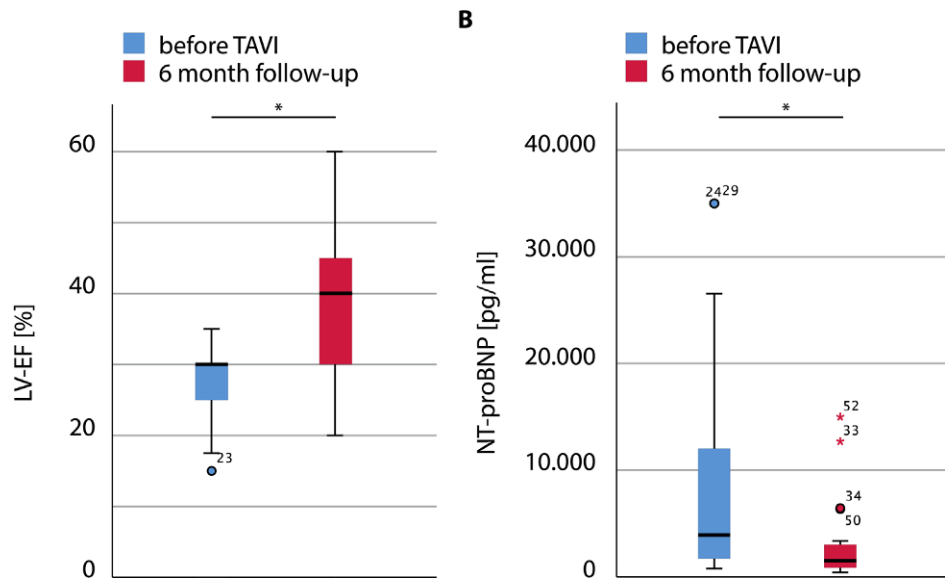 before TAVI
6 month follow-up
*
60
40
20
0
LV-EF [%]
23
B
before TAVI
6 month follow-up
*
40.000
30.000
20.000
10.000
0
NT-proBNP [pg/ml]
2429
* 52
* 33
34
50